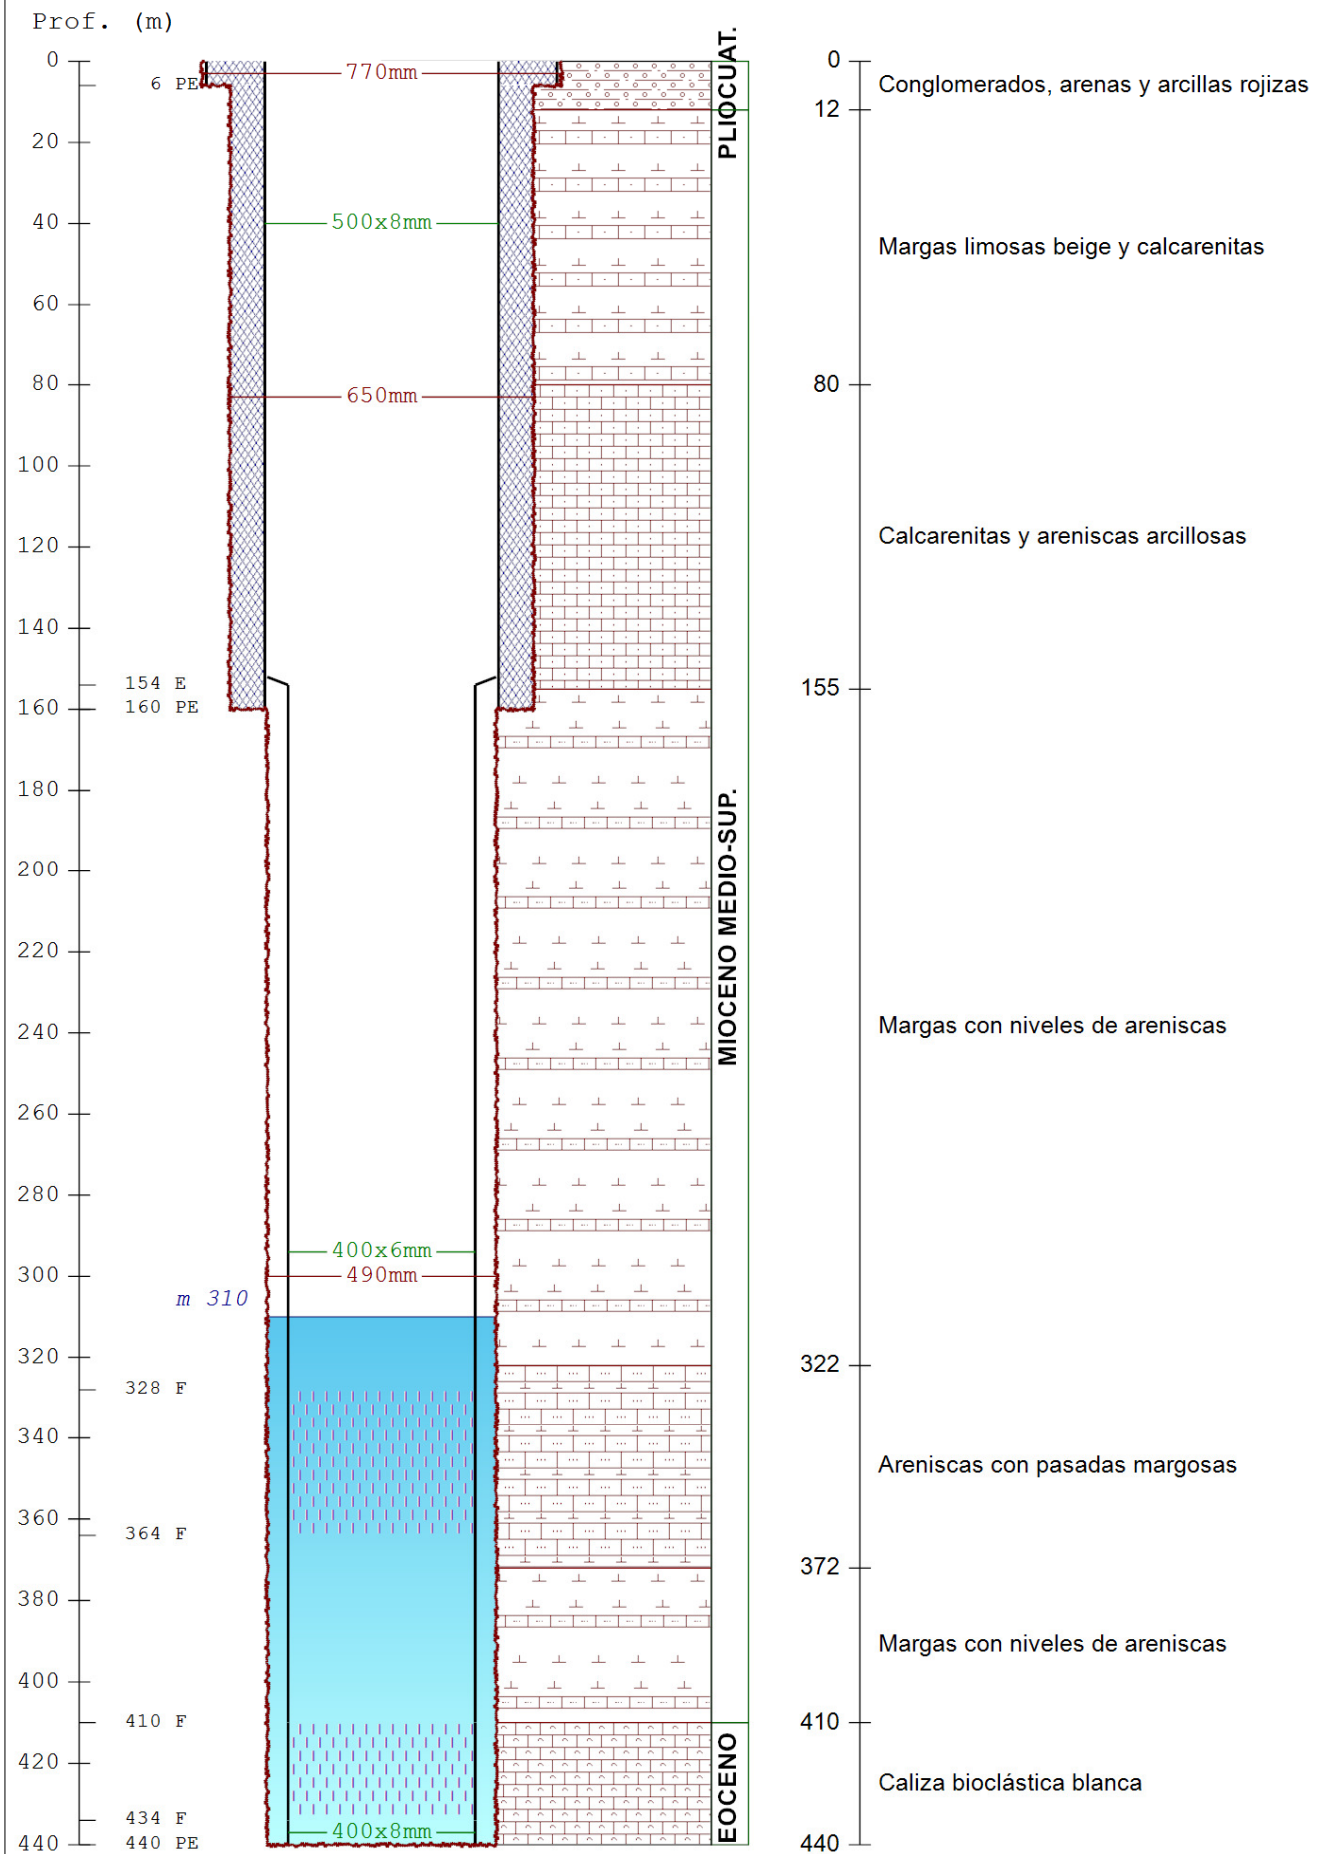 Prof. (m)
0
6 PE
770mm
PLIOCUAT.
0
Conglomerados, arenas y arcillas rojizas
12
20
40
500x8mm
Margas limosas beige y calcarenitas
60
80
650mm
80
100
120
Calcarenitas y areniscas arcillosas
140
154 E
155
160
160 PE
180
200
MIOCENO MEDIO-SUP.
220
240
Margas con niveles de areniscas
260
280
400x6mm
300
490mm
m 310
320
322
328 F
340
Areniscas con pasadas margosas
360
364 F
372
380
Margas con niveles de areniscas
400
410 F
410
420
EOCENO
Caliza bioclástica blanca
434 F
400x8mm
440
440 PE
440